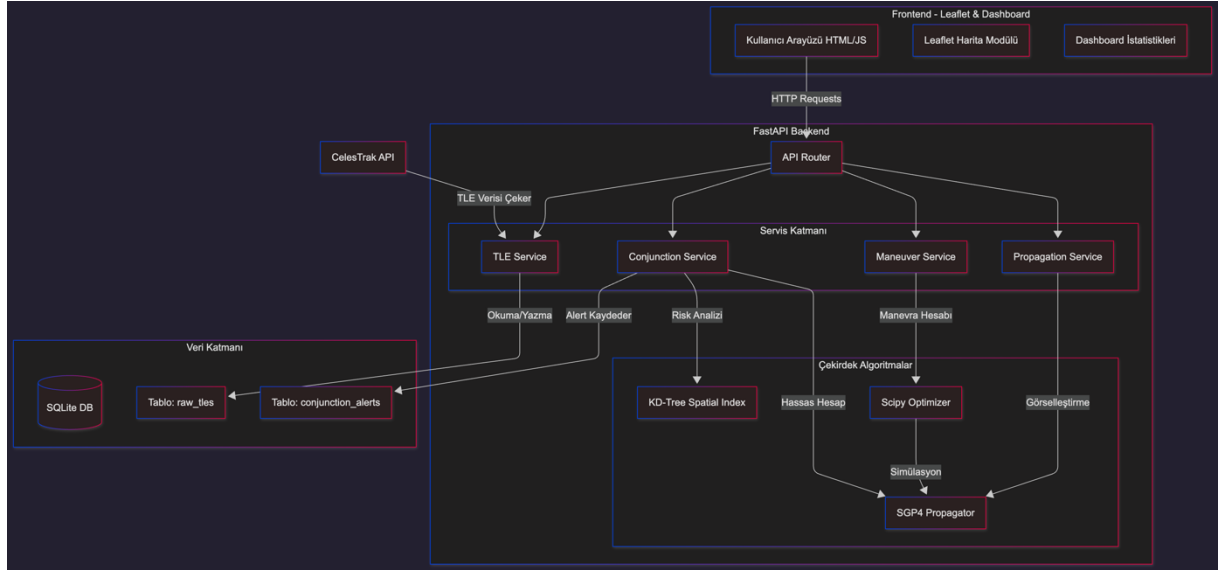 Frontend - Leaflet & Dashboard
Kullanıcı Arayüzü HTML/JS
Leaflet Harita Modülü
Dashboard İstatistikleri
HTTP Requests
FastAPI Backend
CelesTrak API
API Router
TLE Verisi Çeker
Servis Katmanı
TLE Service
Conjunction Service
Maneuver Service
Propagation Service
Okuma/Yazma
Alert Kaydeder
Risk Analizi
Manevra Hesabı
Veri Katmanı
SQLite DB
Tablo: raw_tles
Tablo: conjunction_alerts
Çekirdek Algoritmalar
KD-Tree Spatial Index
Hassas Hesap
Scipy Optimizer
Görselleştirme
Simülasyon
SGP4 Propagator